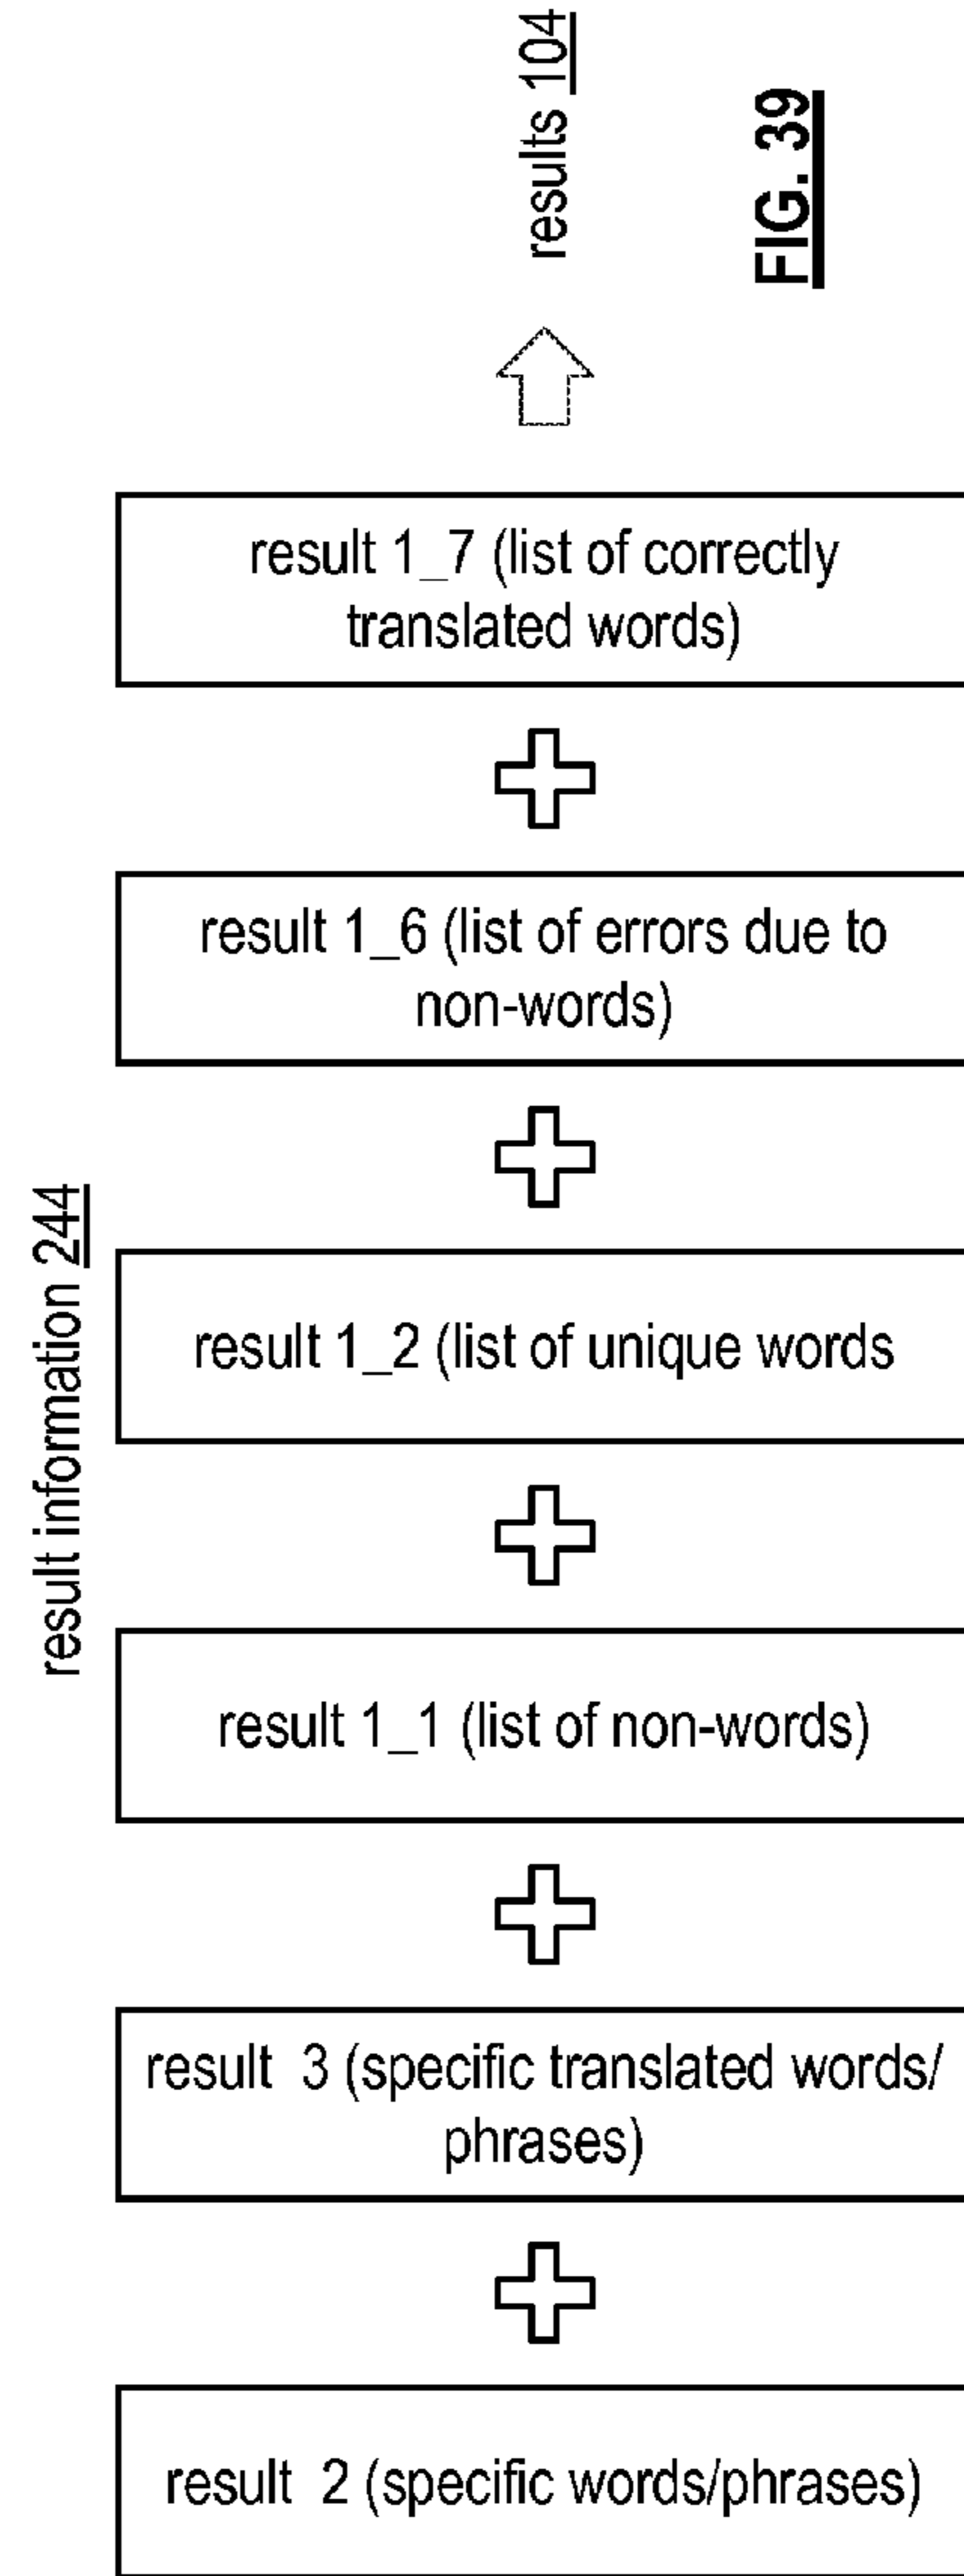 results 104
FIG. 39
result information 244
result 1_7 (list of correctly
translated words)
result 1_6 (list of errors due to
non-words)
result 1_2 (list of unique words
result 1_1 (list of non-words)
result 3 (specific translated words/
phrases)
result 2 (specific words/phrases)